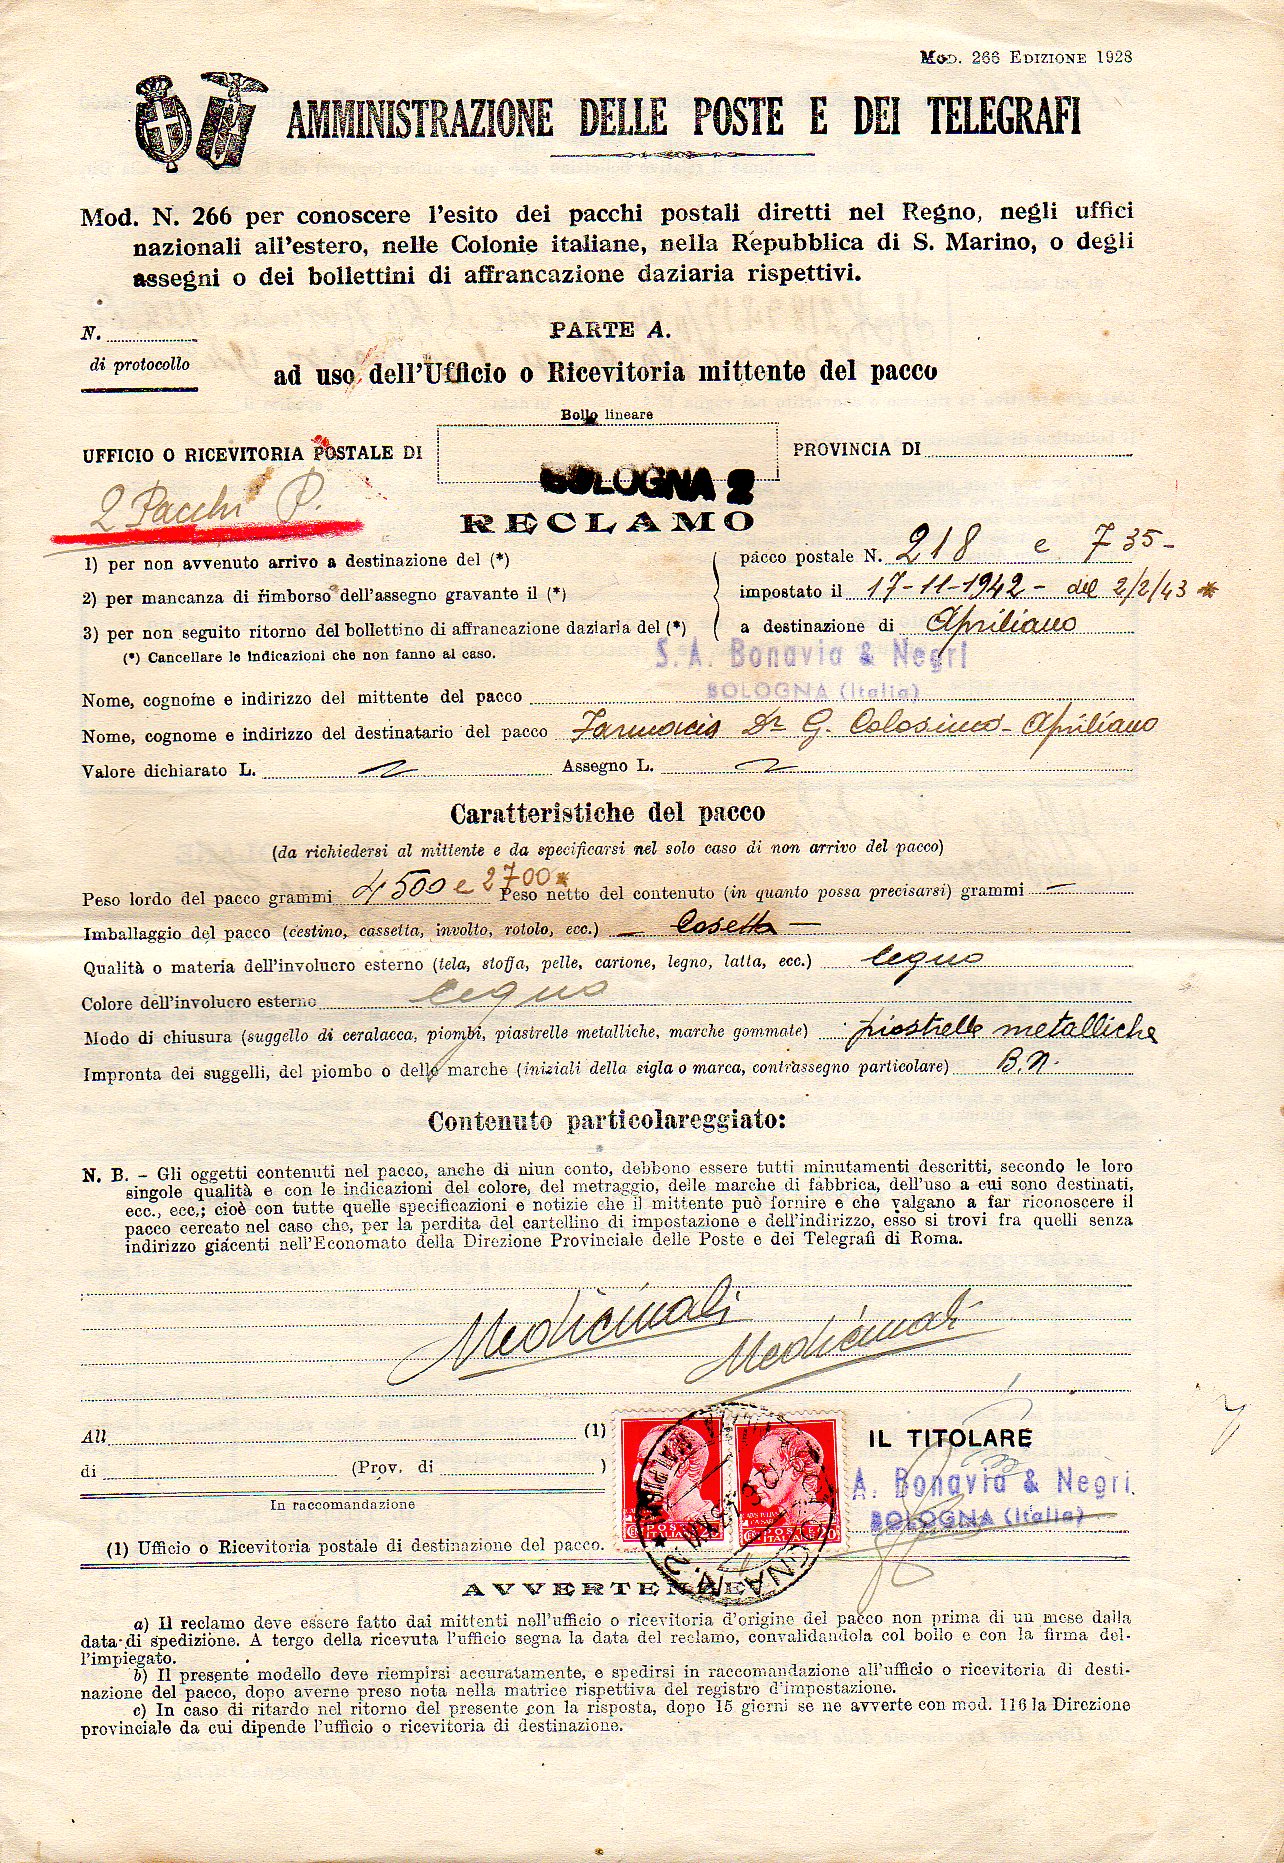 MOD. 266 EDIZIONE 1928
AMMINISTRAZIONE DELLE POSTE E DEI TELEGRAFI
Mod. N. 266 per conoscere l'esito dei pacchi postali diretti nel Regno, negli uffici
nazionali all'estero, nelle Colonie italiane, nella Repubblica di S. Marino, o degli
assegni o dei bollettini di affrancazione daziaria rispettivi.
N.
di protocollo
PARTE A.
ad uso dell'Ufficio o Ricevitoria mittente del pacco
Bollo lineare
UFFICIO O RICEVITORIA POSTALE DI
PROVINCIA DI
BOLOGNA 2
2 Pacchi P.
RECLAMO
1) per non avvenuto arrivo a destinazione del (*)
2) per mancanza di rimborso dell'assegno gravante il (*)
3) per non seguito ritorno del bollettino di affrancazione daziaria del (*)
(*) Cancellare le indicazioni che non fanno al caso.
pacco postale N. 218 e 735-
impostato il 17-11-1942 - del 2/2/43 *
a destinazione di Apriliano
S. A. Bonavia & Negri
BOLOGNA (Italia)
Nome, cognome e indirizzo del mittente del pacco
Nome, cognome e indirizzo del destinatario del pacco Farmacia Dr G. Colosimo - Apriliano
Valore dichiarato L.
Assegno L.
Caratteristiche del pacco
(da richiedersi al mittente e da specificarsi nel solo caso di non arrivo del pacco)
Peso lordo del pacco grammi 4500 e 2700* Peso netto del contenuto (in quanto possa precisarsi) grammi —
Imballaggio del pacco (cestino, cassetta, involto, rotolo, ecc.) — Casetta —
Qualità o materia dell'involucro esterno (tela, stoffa, pelle, cartone, legno, latta, ecc.) legno
Colore dell'involucro esterno legno
Modo di chiusura (suggello di ceralacca, piombi, piastrelle metalliche, marche gommate) piastrelle metalliche
Impronta dei suggelli, del piombo o delle marche (iniziali della sigla o marca, contrassegno particolare) B.N.
Contenuto particolareggiato:
N. B. - Gli oggetti contenuti nel pacco, anche di niun conto, debbono essere tutti minutamenti descritti, secondo le loro
singole qualità e con le indicazioni del colore, del metraggio, delle marche di fabbrica, dell'uso a cui sono destinati,
ecc., ecc.; cioè con tutte quelle specificazioni e notizie che il mittente può fornire e che valgano a far riconoscere il
pacco cercato nel caso che, per la perdita del cartellino di impostazione e dell'indirizzo, esso si trovi fra quelli senza
indirizzo giacenti nell'Economato della Direzione Provinciale delle Poste e dei Telegrafi di Roma.
Medicinali
Medicinali
All (1)
di (Prov. di )
In raccomandazione
(1) Ufficio o Ricevitoria postale di destinazione del pacco.
POSTE ITALIANE 20
IL TITOLARE
A. Bonavia & Negri
BOLOGNA (Italia)
AVVERTENZE
a) Il reclamo deve essere fatto dai mittenti nell'ufficio o ricevitoria d'origine del pacco non prima di un mese dalla
data di spedizione. A tergo della ricevuta l'ufficio segna la data del reclamo, convalidandola col bollo e con la firma del-
l'impiegato.
b) Il presente modello deve riempirsi accuratamente, e spedirsi in raccomandazione all'ufficio o ricevitoria di desti-
nazione del pacco, dopo averne preso nota nella matrice rispettiva del registro d'impostazione.
c) In caso di ritardo nel ritorno del presente con la risposta, dopo 15 giorni se ne avverte con mod. 116 la Direzione
provinciale da cui dipende l'ufficio o ricevitoria di destinazione.